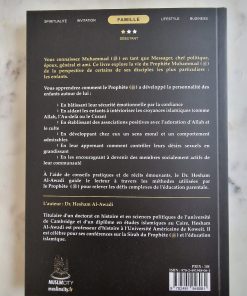 SPIRITUALITÉ INVITATION FAMILLE LIFESTYLE BUSINESS
DÉBUTANT
Vous connaissez Muhammad (ﷺ) en tant que Messager, chef politique,
époux, général et ami. Ce livre explore la vie du Prophète Muhammad (ﷺ)
de la perspective de certains de ses disciples les plus particuliers :
les enfants.
Vous apprendrez comment le Prophète (ﷺ) a développé la personnalité des
enfants autour de lui :
› En bâtissant leur sécurité émotionnelle par la confiance
› En aidant les enfants à intérioriser les croyances islamiques (comme
Allah, l'Au-delà ou le Coran)
› En établissant des associations positives avec l'adoration d'Allah et
le culte
› En développant chez eux un sens moral et un comportement
admirables
› En leur apprenant comment contrôler leurs désirs sexuels en
grandissant
› En les encourageant à devenir des membres socialement actifs de leur
communauté
À l'aide de conseils pratiques et de récits émouvants, le Dr. Hesham
Al-Awadi guide le lecteur à travers les méthodes utilisées par
le Prophète (ﷺ) pour relever les défis complexes de l'éducation parentale.
L'auteur : Dr. Hesham Al-Awadi
Titulaire d'un doctorat en histoire et en sciences politiques de l'université
de Cambridge et d'un diplôme en études islamiques au Caire, Hesham
Al-Awadi est professeur d'histoire à l'Université Américaine de Koweït. Il
est célèbre pour ses conférences sur la Sirah du Prophète (ﷺ) et l'éducation
islamique.
MUSLIMCITY
muslimcity.fr